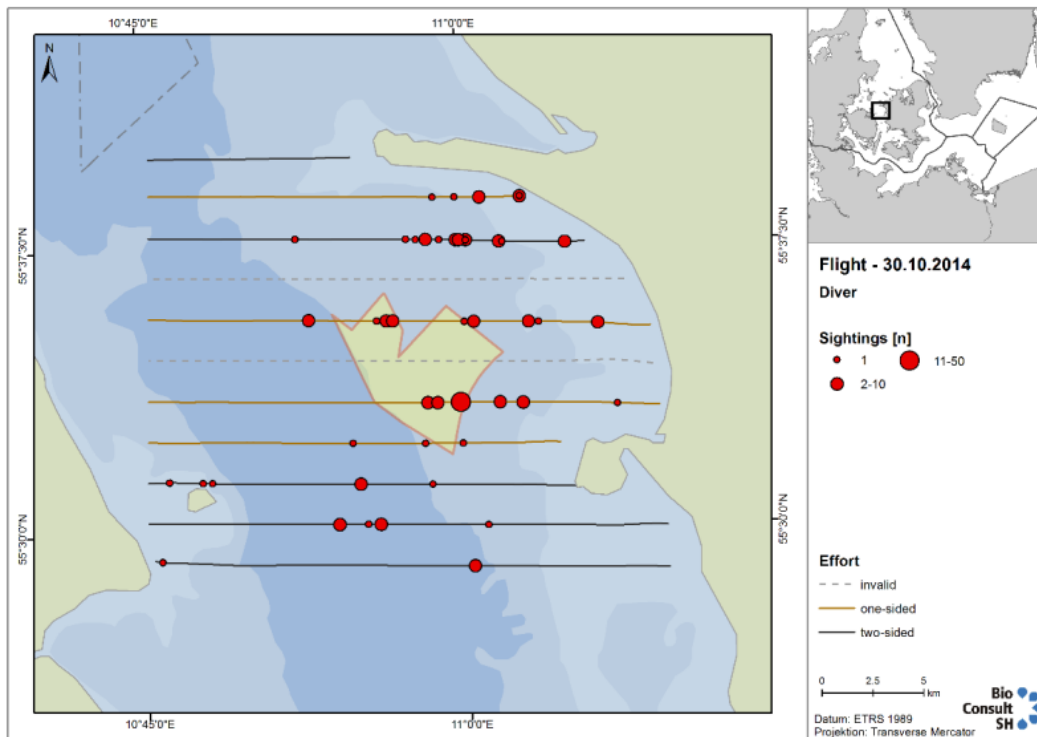 10°45'0"E
11°0'0"E
N
55°37'30"N
55°37'30"N
55°30'0"N
55°30'0"N
10°45'0"E
11°0'0"E
Flight - 30.10.2014
Diver
Sightings [n]
1
11-50
2-10
Effort
invalid
one-sided
two-sided
0
2.5
5
km
Datum: ETRS 1989
Projektion: Transverse Mercator
Bio
Consult
SH